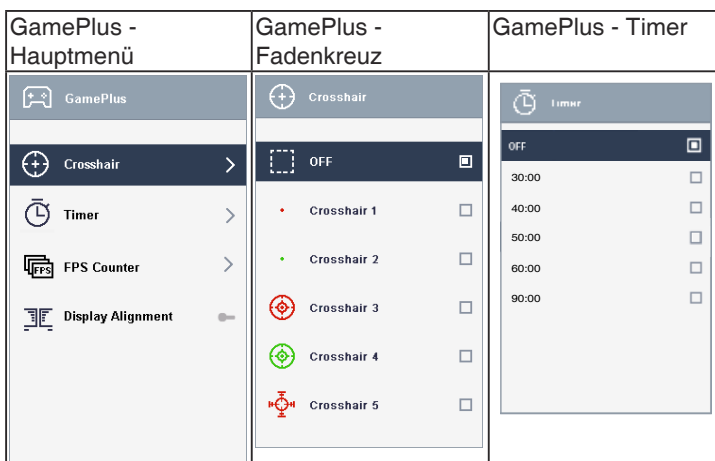 GamePlus -
Hauptmenü
GamePlus -
Fadenkreuz
GamePlus - Timer
GamePlus
Crosshair
Timer
FPS
FPS Counter
Display Alignment
Crosshair
OFF
Crosshair 1
Crosshair 2
Crosshair 3
Crosshair 4
Crosshair 5
Timer
OFF
30:00
40:00
50:00
60:00
90:00